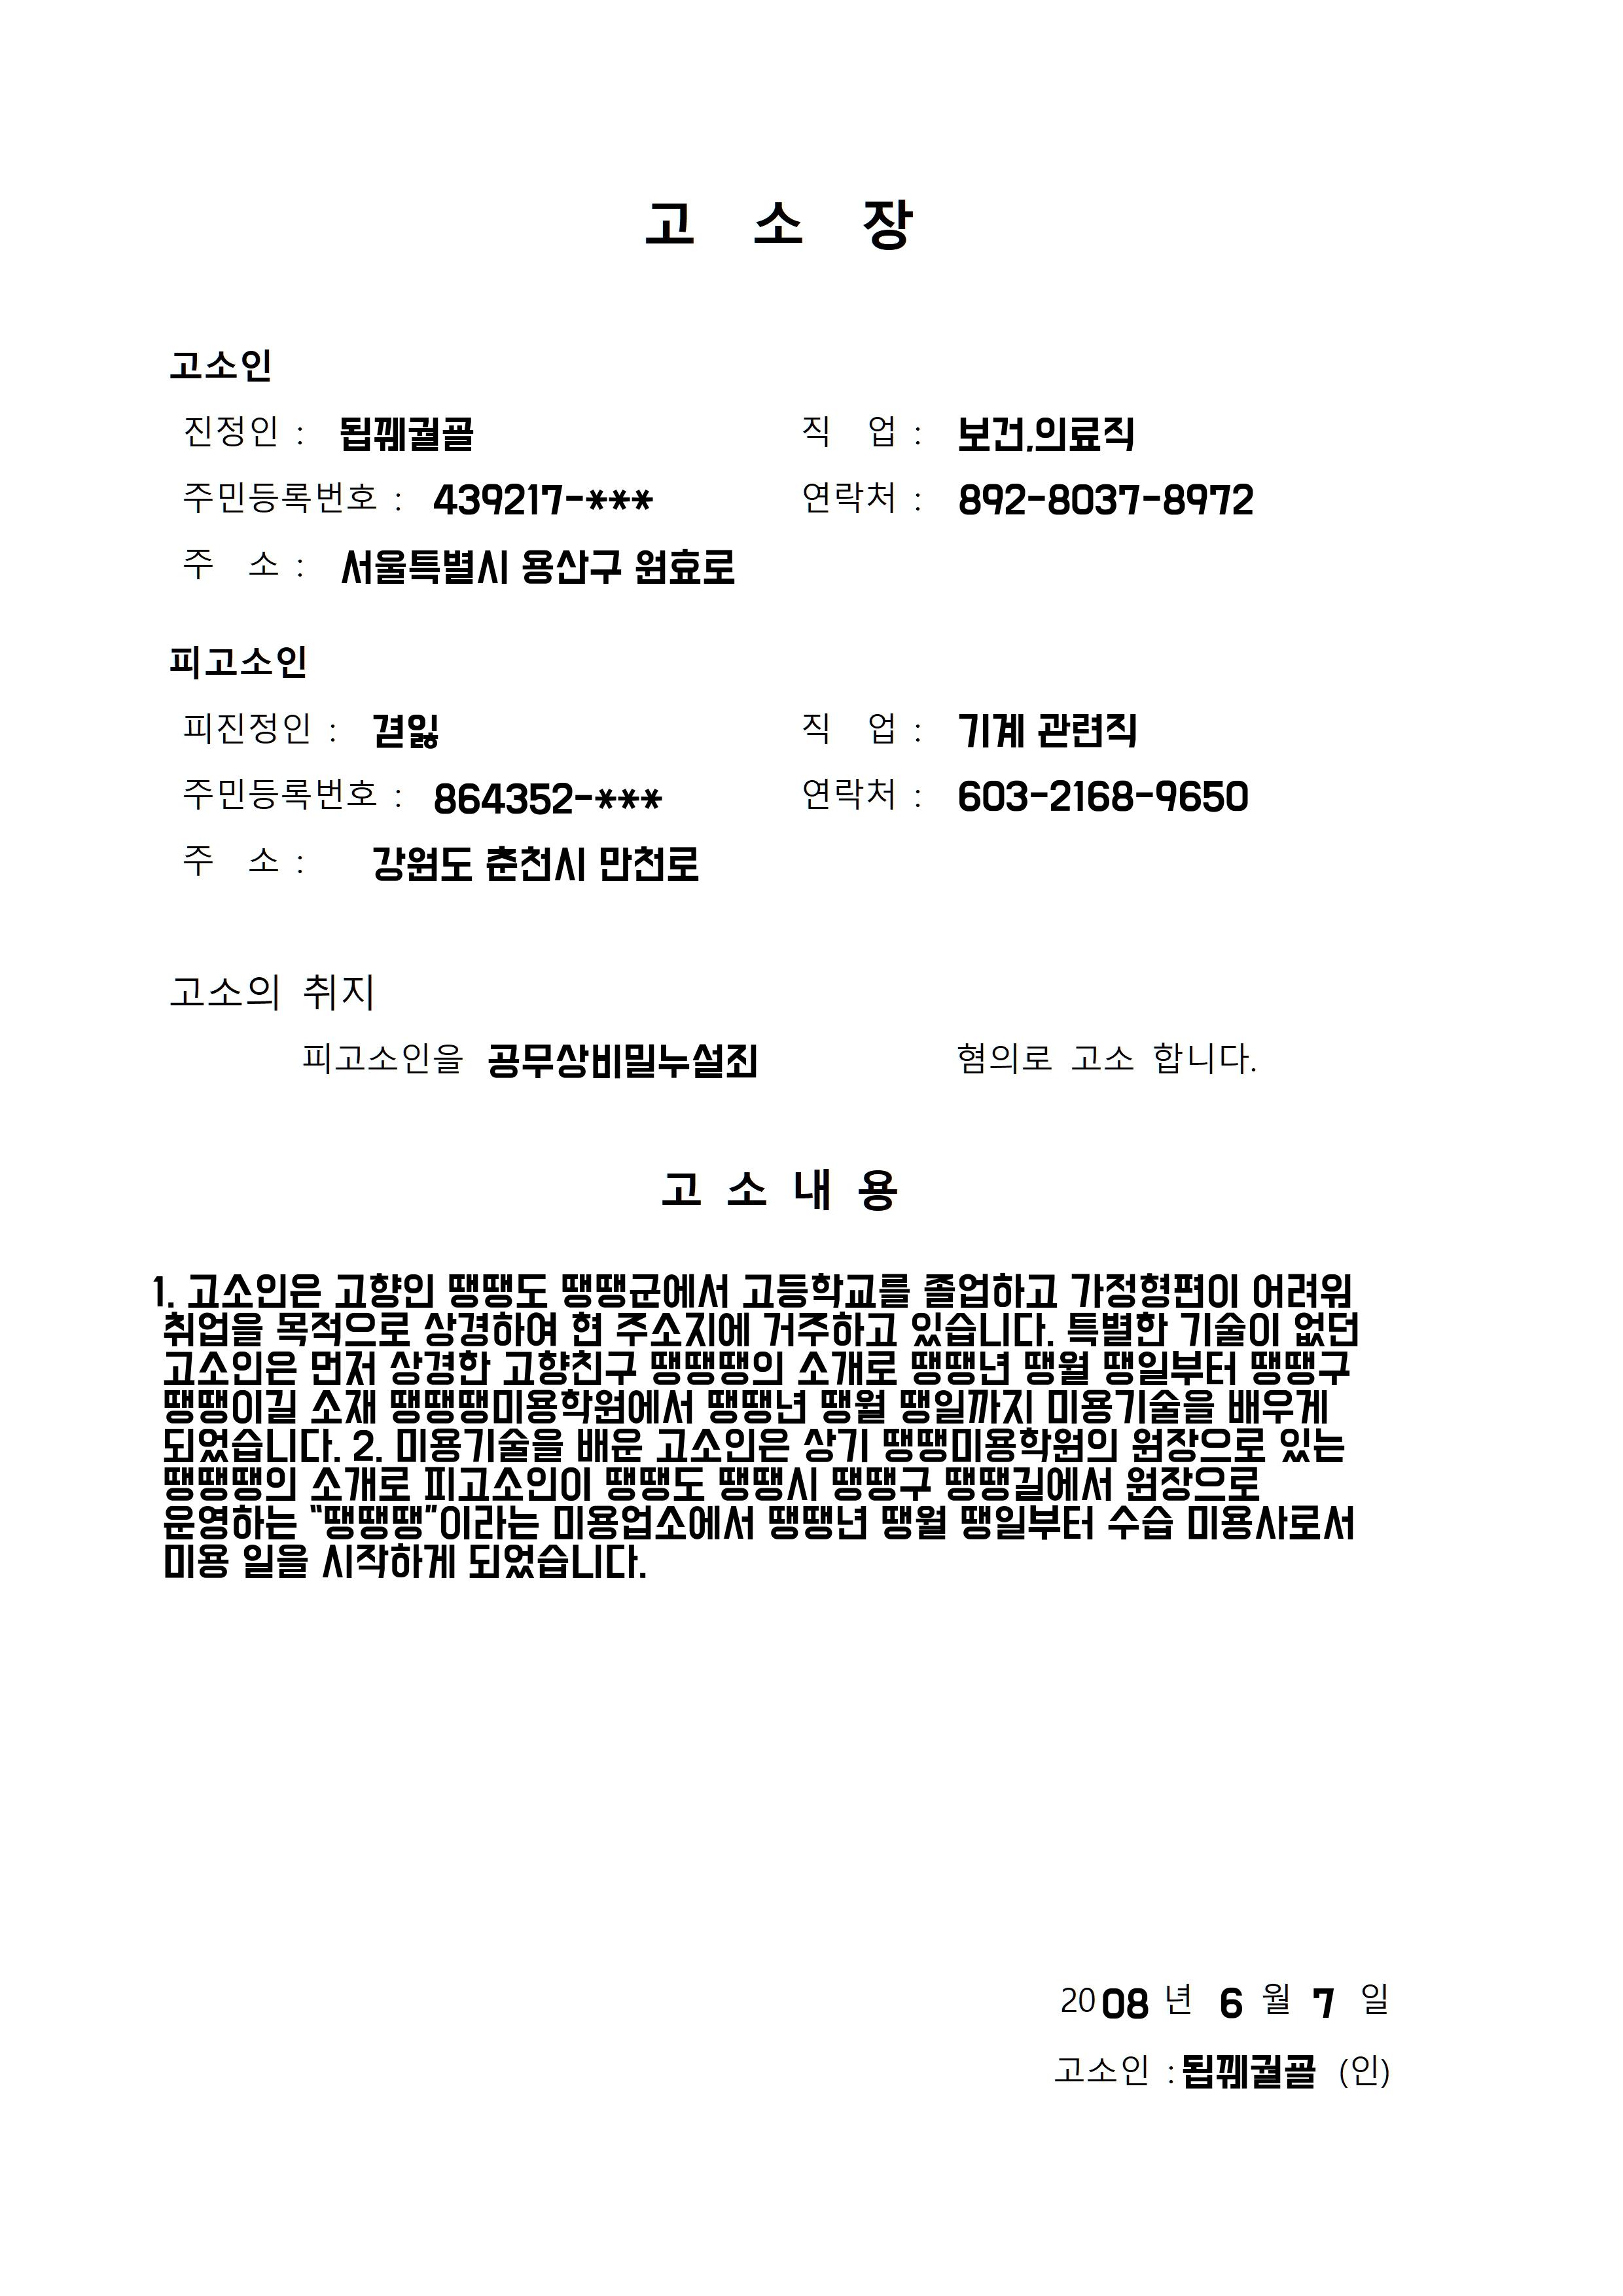 고 소 장
고소인
진정인 : 됩꿰궐끌 직 업 : 보건.의료직
주민등록번호 : 439217-*** 연락처 : 892-8037-8972
주 소 : 서울특별시 용산구 원효로
피고소인
피진정인 : 겯잃 직 업 : 기계 관련직
주민등록번호 : 864352-*** 연락처 : 603-2168-9650
주 소 : 강원도 춘천시 만천로
고소의 취지
피고소인을 공무상비밀누설죄 혐의로 고소 합니다.
고 소 내 용
1. 고소인은 고향인 땡땡도 땡땡군에서 고등학교를 졸업하고 가정형편이 어려워
취업을 목적으로 상경하여 현 주소지에 거주하고 있습니다. 특별한 기술이 없던
고소인은 먼저 상경한 고향친구 땡땡땡의 소개로 땡땡년 땡월 땡일부터 땡땡구
땡땡이길 소재 땡땡땡미용학원에서 땡땡년 땡월 땡일까지 미용기술을 배우게
되었습니다. 2. 미용기술을 배운 고소인은 상기 땡땡미용학원의 원장으로 있는
땡땡땡의 소개로 피고소인이 땡땡도 땡땡시 땡땡구 땡땡길에서 원장으로
운영하는 "땡땡땡"이라는 미용업소에서 땡땡년 땡월 땡일부터 수습 미용사로서
미용 일을 시작하게 되었습니다.
2008 년 6 월 7 일
고소인 : 됩꿰궐끌 (인)